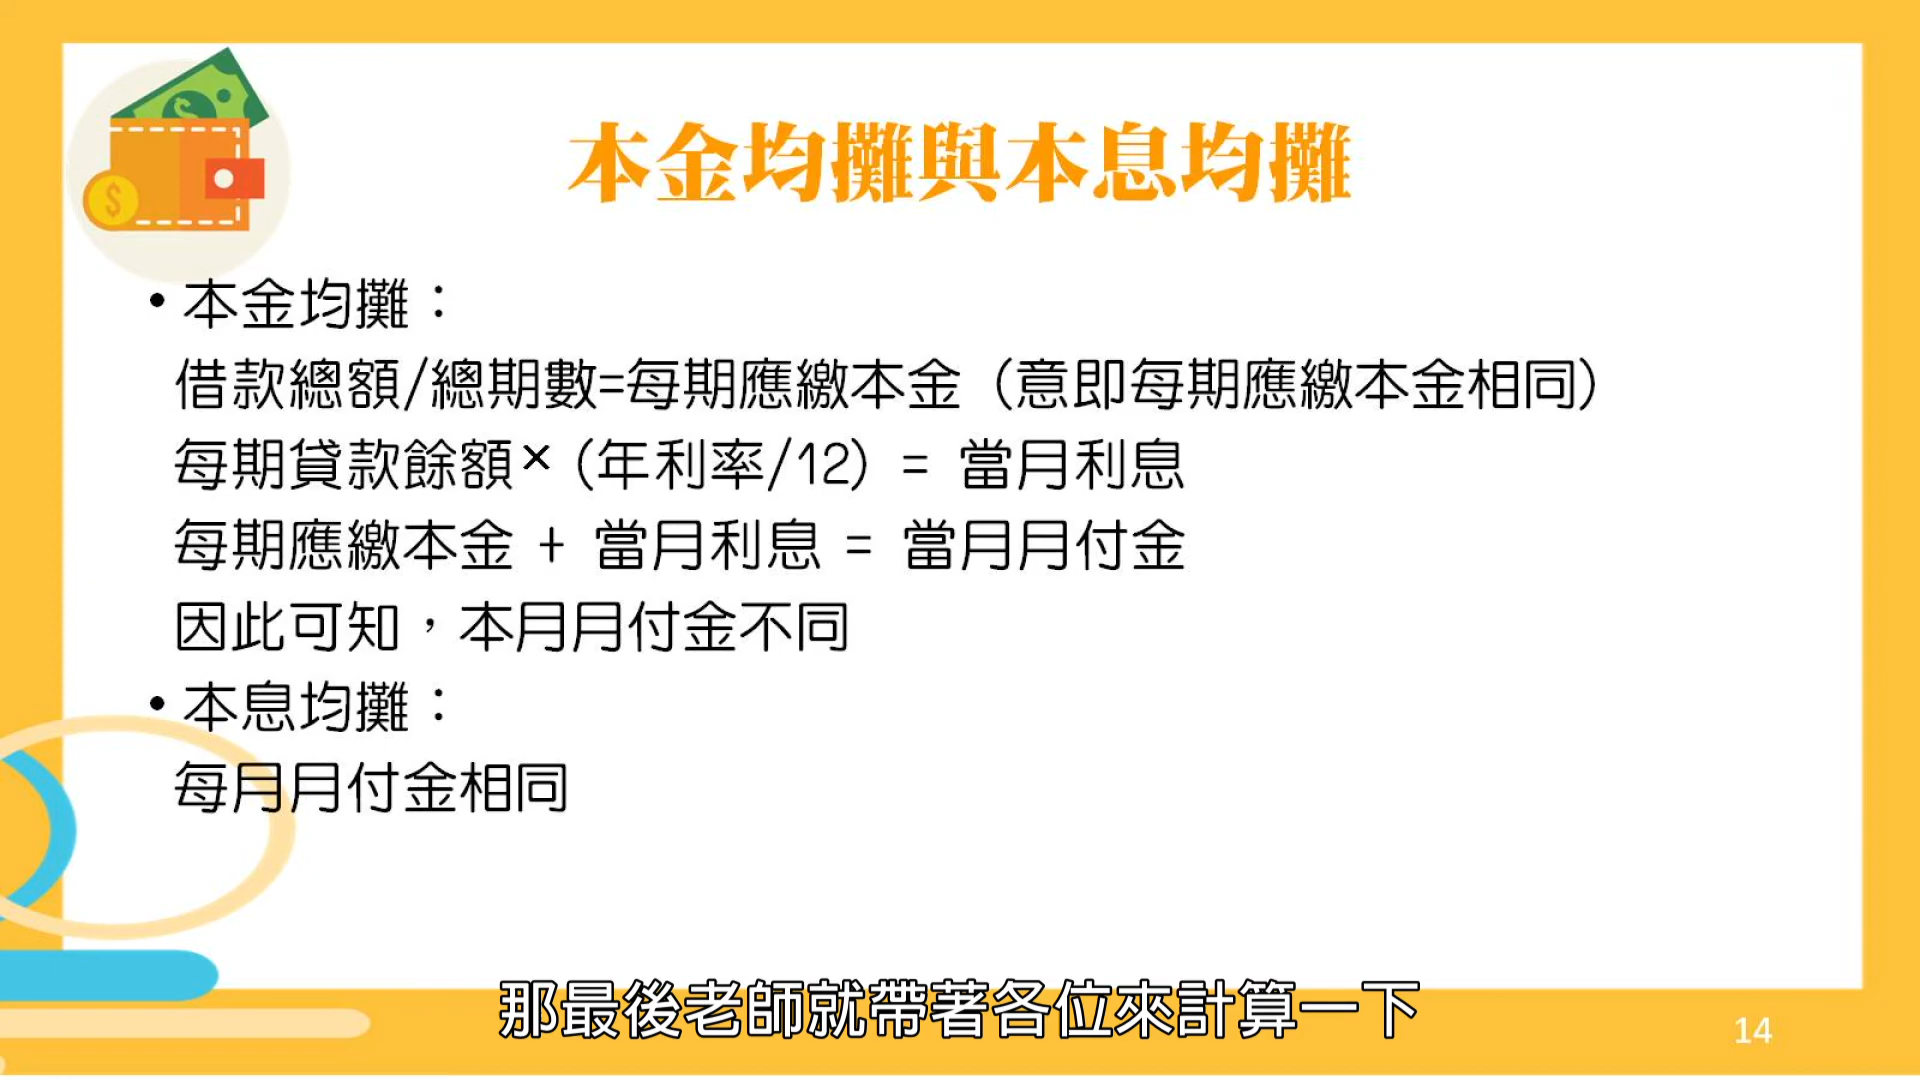 本金均攤與本息均攤
• 本金均攤：
借款總額/總期數=每期應繳本金 (意即每期應繳本金相同)
每期貸款餘額× (年利率/12) = 當月利息
每期應繳本金 + 當月利息 = 當月月付金
因此可知，本月月付金不同
• 本息均攤：
每月月付金相同
那最後老師就帶著各位來計算一下
14